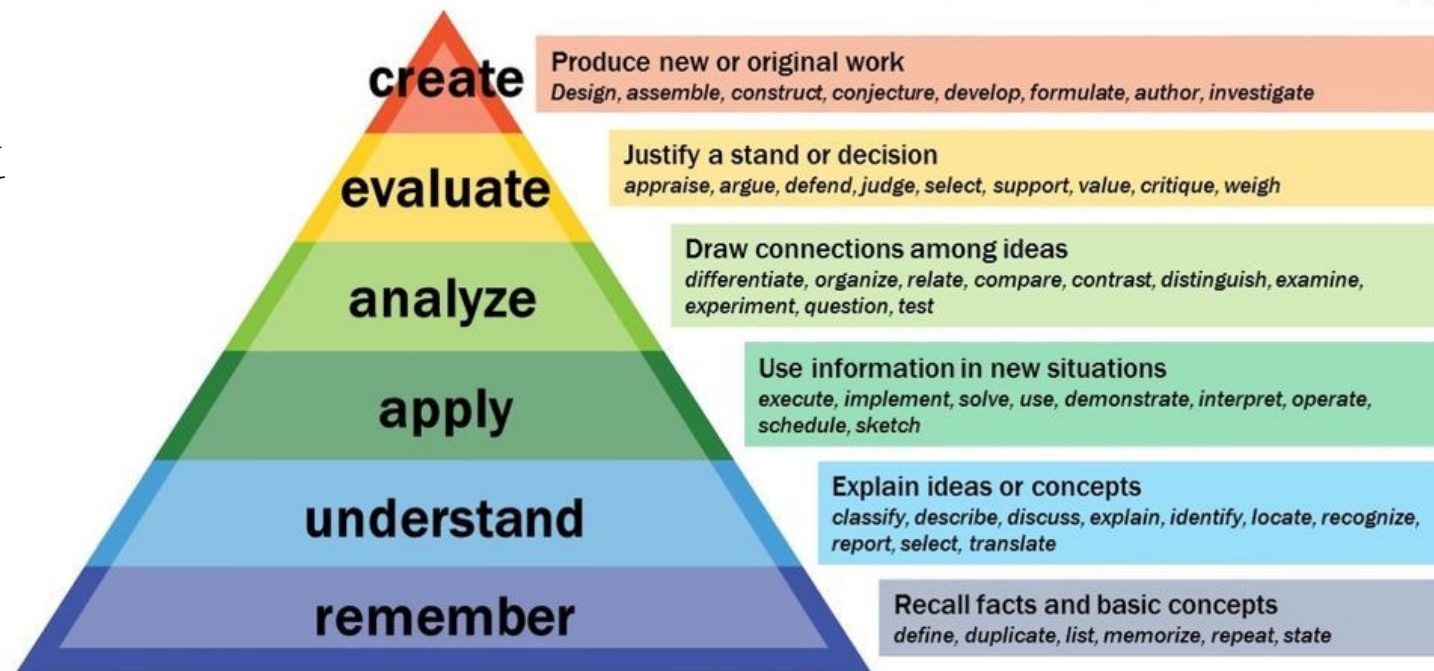 create
Produce new or original work
Design, assemble, construct, conjecture, develop, formulate, author, investigate
evaluate
Justify a stand or decision
appraise, argue, defend, judge, select, support, value, critique, weigh
analyze
Draw connections among ideas
differentiate, organize, relate, compare, contrast, distinguish, examine,
experiment, question, test
apply
Use information in new situations
execute, implement, solve, use, demonstrate, interpret, operate,
schedule, sketch
understand
Explain ideas or concepts
classify, describe, discuss, explain, identify, locate, recognize,
report, select, translate
remember
Recall facts and basic concepts
define, duplicate, list, memorize, repeat, state